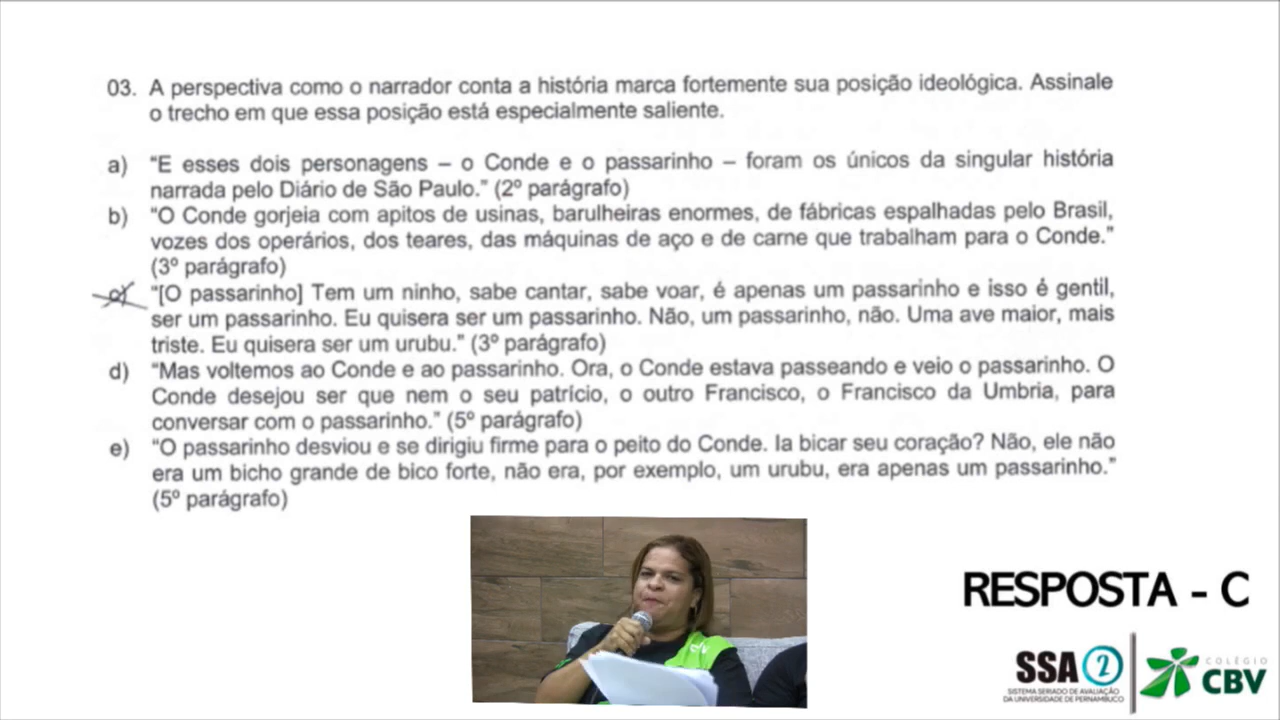 03. A perspectiva como o narrador conta a história marca fortemente sua posição ideológica. Assinale
o trecho em que essa posição está especialmente saliente.
a) “E esses dois personagens – o Conde e o passarinho – foram os únicos da singular história
narrada pelo Diário de São Paulo.” (2º parágrafo)
b) “O Conde gorjeia com apitos de usinas, barulheiras enormes, de fábricas espalhadas pelo Brasil,
vozes dos operários, dos teares, das máquinas de aço e de carne que trabalham para o Conde.”
(3º parágrafo)
c) “[O passarinho] Tem um ninho, sabe cantar, sabe voar, é apenas um passarinho e isso é gentil,
ser um passarinho. Eu quisera ser um passarinho. Não, um passarinho, não. Uma ave maior, mais
triste. Eu quisera ser um urubu.” (3º parágrafo)
d) “Mas voltemos ao Conde e ao passarinho. Ora, o Conde estava passeando e veio o passarinho. O
Conde desejou ser que nem o seu patrício, o outro Francisco, o Francisco da Umbria, para
conversar com o passarinho.” (5º parágrafo)
e) “O passarinho desviou e se dirigiu firme para o peito do Conde. Ia bicar seu coração? Não, ele não
era um bicho grande de bico forte, não era, por exemplo, um urubu, era apenas um passarinho.”
(5º parágrafo)
RESPOSTA - C
SSA 2
SISTEMA SERIADO DE AVALIAÇÃO
DA UNIVERSIDADE DE PERNAMBUCO
COLÉGIO
CBV